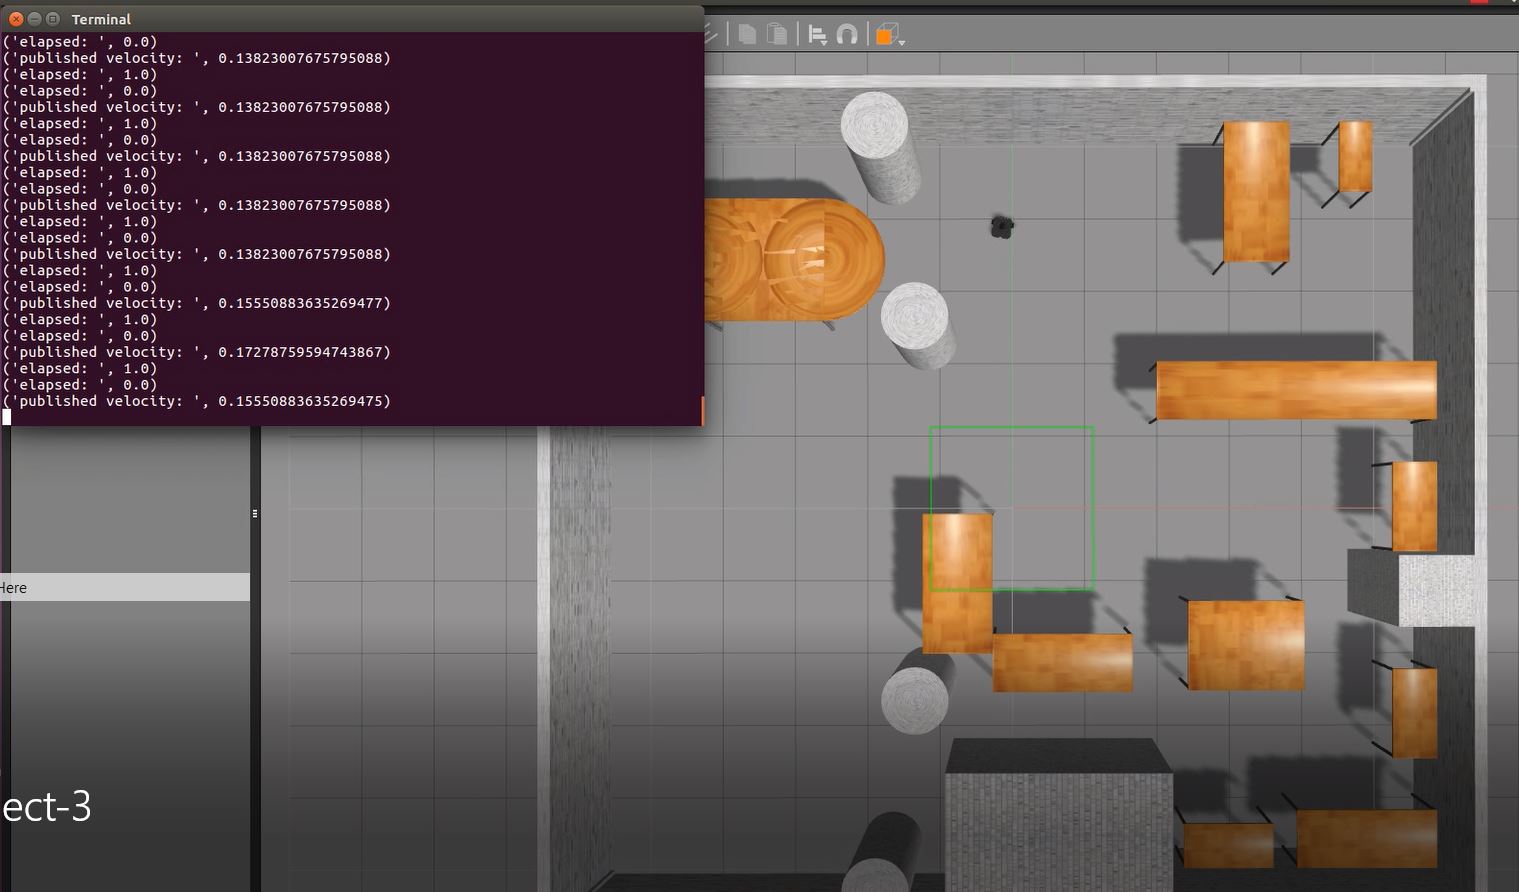 Terminal
('elapsed: ', 0.0)
('published velocity: ', 0.13823007675795088)
('elapsed: ', 1.0)
('elapsed: ', 0.0)
('published velocity: ', 0.13823007675795088)
('elapsed: ', 1.0)
('elapsed: ', 0.0)
('published velocity: ', 0.13823007675795088)
('elapsed: ', 1.0)
('elapsed: ', 0.0)
('published velocity: ', 0.13823007675795088)
('elapsed: ', 1.0)
('elapsed: ', 0.0)
('published velocity: ', 0.13823007675795088)
('elapsed: ', 1.0)
('elapsed: ', 0.0)
('published velocity: ', 0.15550883635269477)
('elapsed: ', 1.0)
('elapsed: ', 0.0)
('published velocity: ', 0.17278759594743867)
('elapsed: ', 1.0)
('elapsed: ', 0.0)
('published velocity: ', 0.15550883635269475)
Here
ect-3